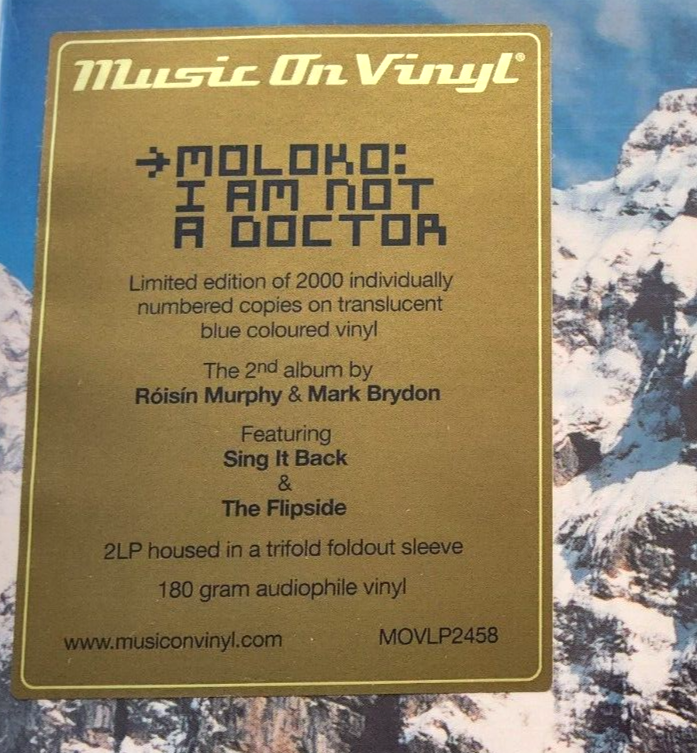 Music On Vinyl®
→MOLOKO:
I AM NOT
A DOCTOR
Limited edition of 2000 individually
numbered copies on translucent
blue coloured vinyl
The 2nd album by
Róisín Murphy & Mark Brydon
Featuring
Sing It Back
&
The Flipside
2LP housed in a trifold foldout sleeve
180 gram audiophile vinyl
www.musiconvinyl.com MOVLP2458